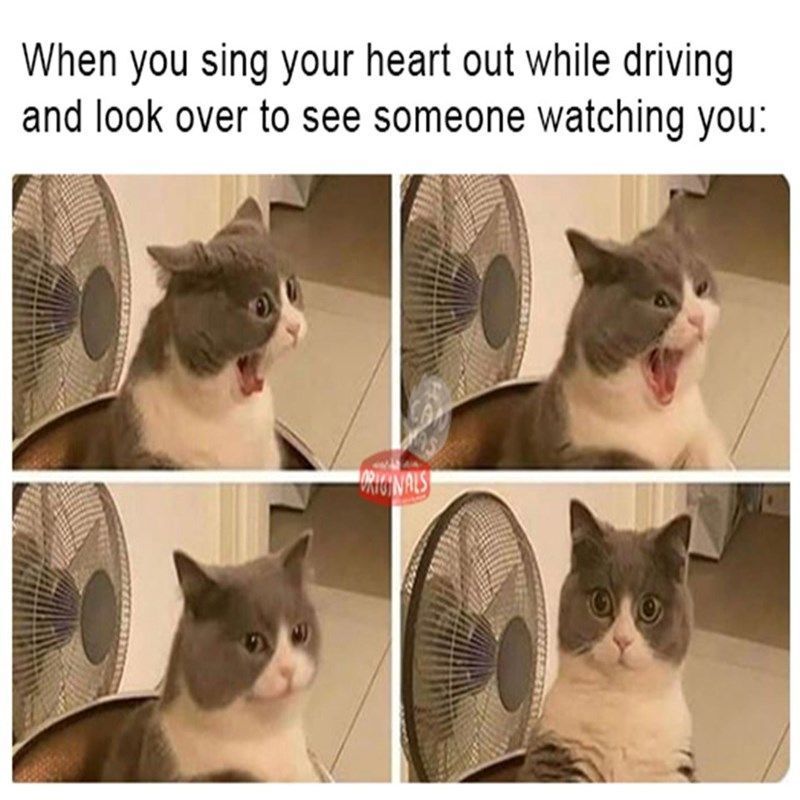 When you sing your heart out while driving
and look over to see someone watching you:
ORIGINALS